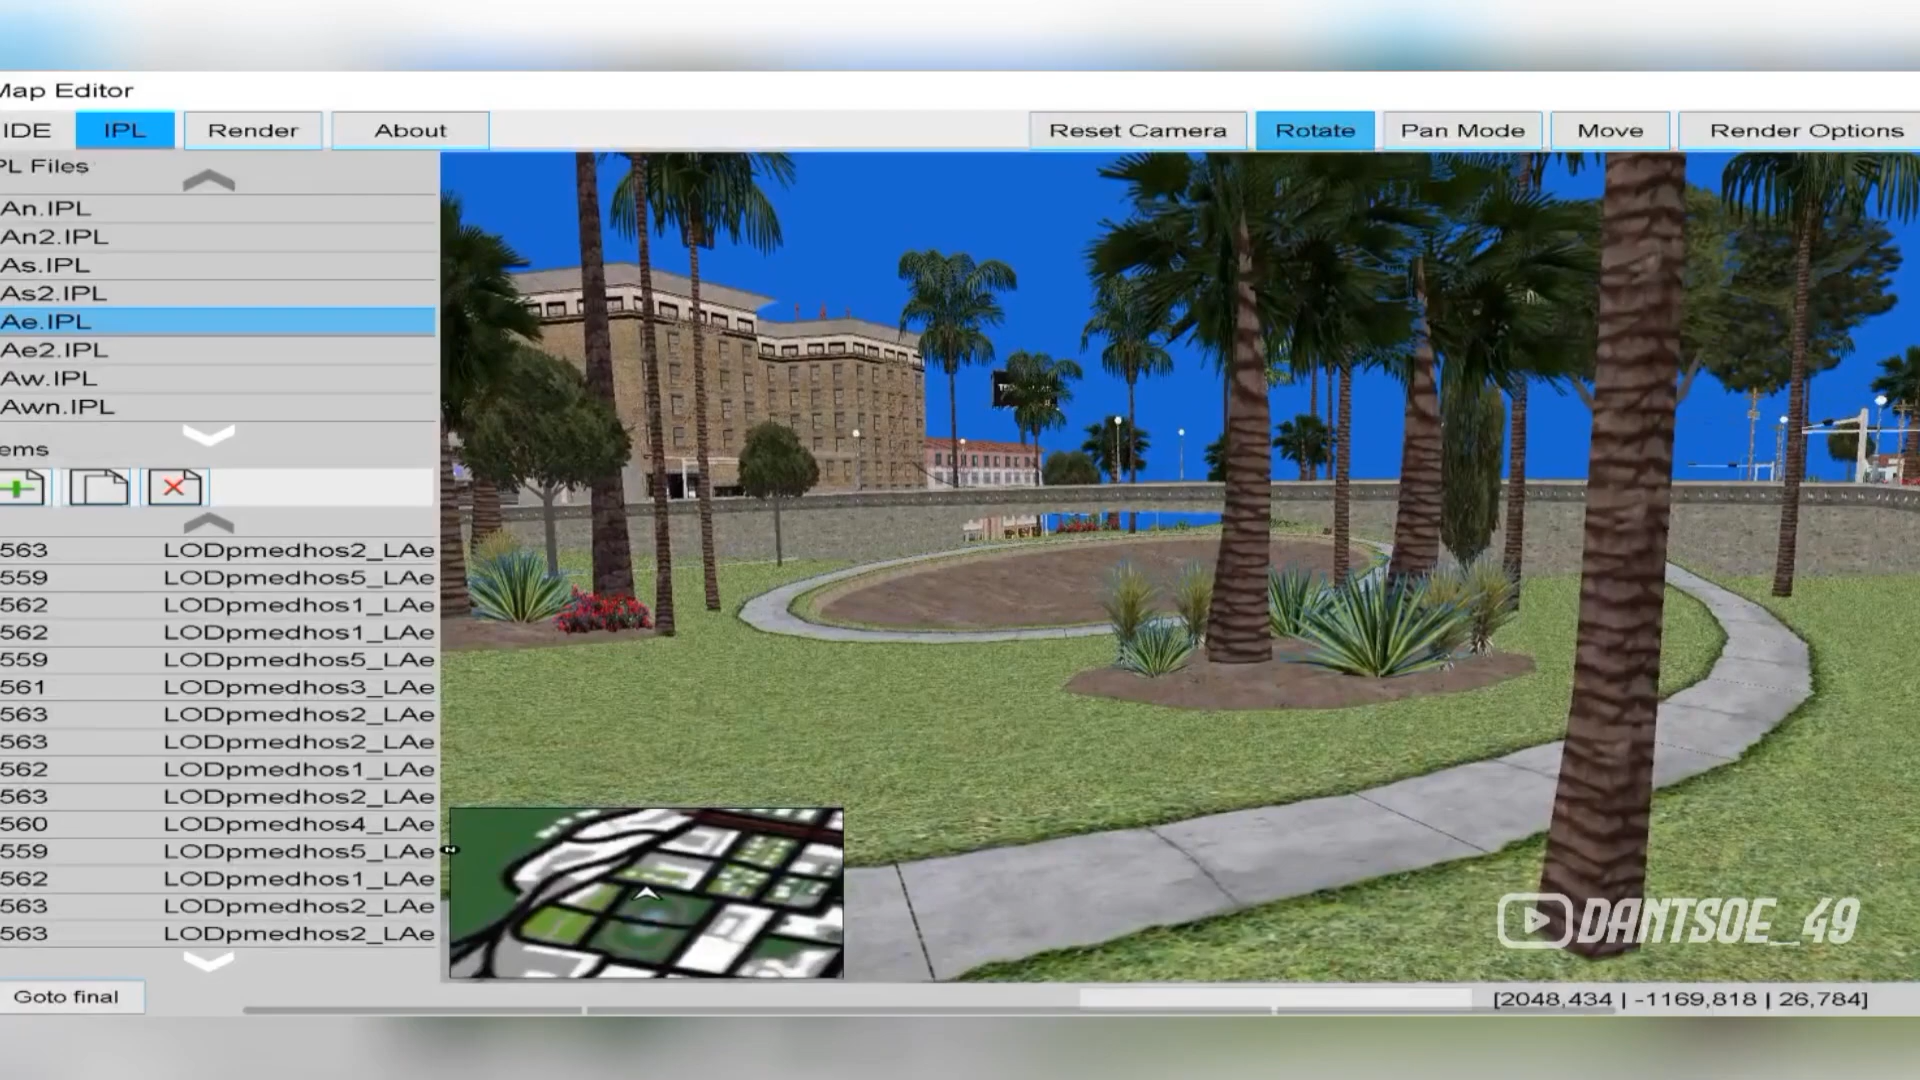 Map Editor
IDE IPL Render About Reset Camera Rotate Pan Mode Move Render Options
PL Files
An.IPL
An2.IPL
As.IPL
As2.IPL
Ae.IPL
Ae2.IPL
Aw.IPL
Awn.IPL
ems
563 LODpmedhos2_LAe
559 LODpmedhos5_LAe
562 LODpmedhos1_LAe
562 LODpmedhos1_LAe
559 LODpmedhos5_LAe
561 LODpmedhos3_LAe
563 LODpmedhos2_LAe
563 LODpmedhos2_LAe
562 LODpmedhos1_LAe
563 LODpmedhos2_LAe
560 LODpmedhos4_LAe
559 LODpmedhos5_LAe
562 LODpmedhos1_LAe
563 LODpmedhos2_LAe
563 LODpmedhos2_LAe
N
DANTSOE_49
Goto final
[2048,434 | -1169,818 | 26,784]